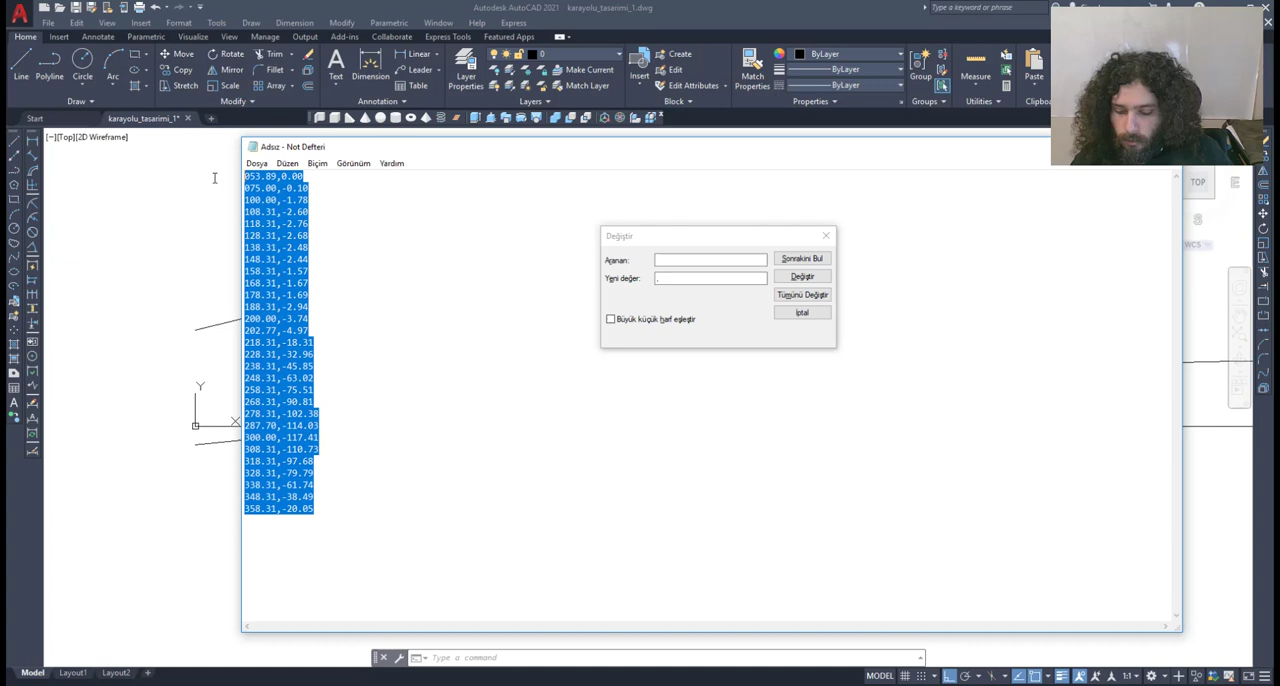 Autodesk AutoCAD 2021 karayolu_tasarimi_1.dwg
Type a keyword or phrase
File Edit View Insert Format Tools Draw Dimension Modify Parametric Window Help Express
Home Insert Annotate Parametric Visualize View Manage Output Add-ins Collaborate Express Tools Featured Apps
Line Polyline Circle Arc
Move Rotate Trim
Copy Mirror Fillet
Stretch Scale Array
Text Dimension
Linear
Leader
Table
Layer Properties
0
Make Current
Match Layer
Insert
Create
Edit
Edit Attributes
Match Properties
ByLayer
ByLayer
ByLayer
Group
Measure
Paste
Draw Modify Annotation Layers Block Properties Groups Utilities Clipb
Start karayolu_tasarimi_1*
[−][Top][2D Wireframe]
Adsız - Not Defteri
Dosya Düzen Biçim Görünüm Yardım
053.89,0.00
075.00,-0.10
100.00,-1.78
108.31,-2.60
118.31,-2.76
128.31,-2.68
138.31,-2.48
148.31,-2.44
158.31,-1.57
168.31,-1.67
178.31,-1.69
188.31,-2.94
200.00,-3.74
202.77,-4.97
218.31,-18.31
228.31,-32.96
238.31,-45.85
248.31,-63.02
258.31,-75.51
268.31,-90.81
278.31,-102.38
287.70,-114.03
300.00,-117.41
308.31,-110.73
318.31,-97.68
328.31,-79.79
338.31,-61.74
348.31,-38.49
358.31,-20.05
Değiştir
Aranan:
Sonrakini Bul
Yeni değer: .
Değiştir
Tümünü Değiştir
İptal
Büyük küçük harf eşleştir
TOP
E
S
WCS
Y
X
Type a command
Model Layout1 Layout2
MODEL
1:1